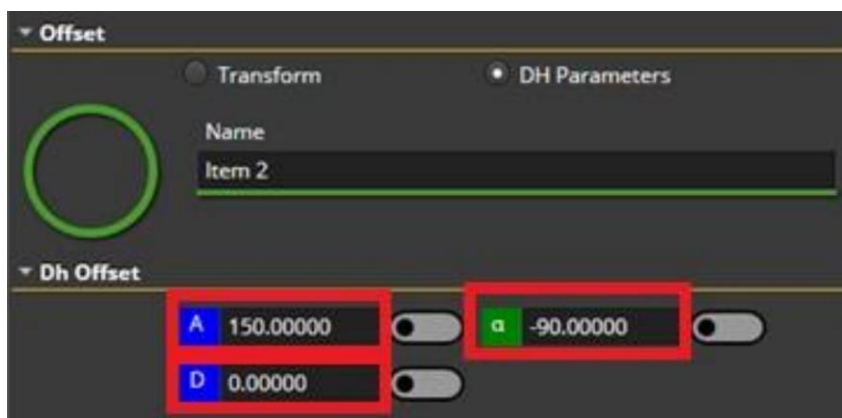 Offset
Transform DH Parameters
Name
Item 2
Dh Offset
A 150.00000 α -90.00000
D 0.00000